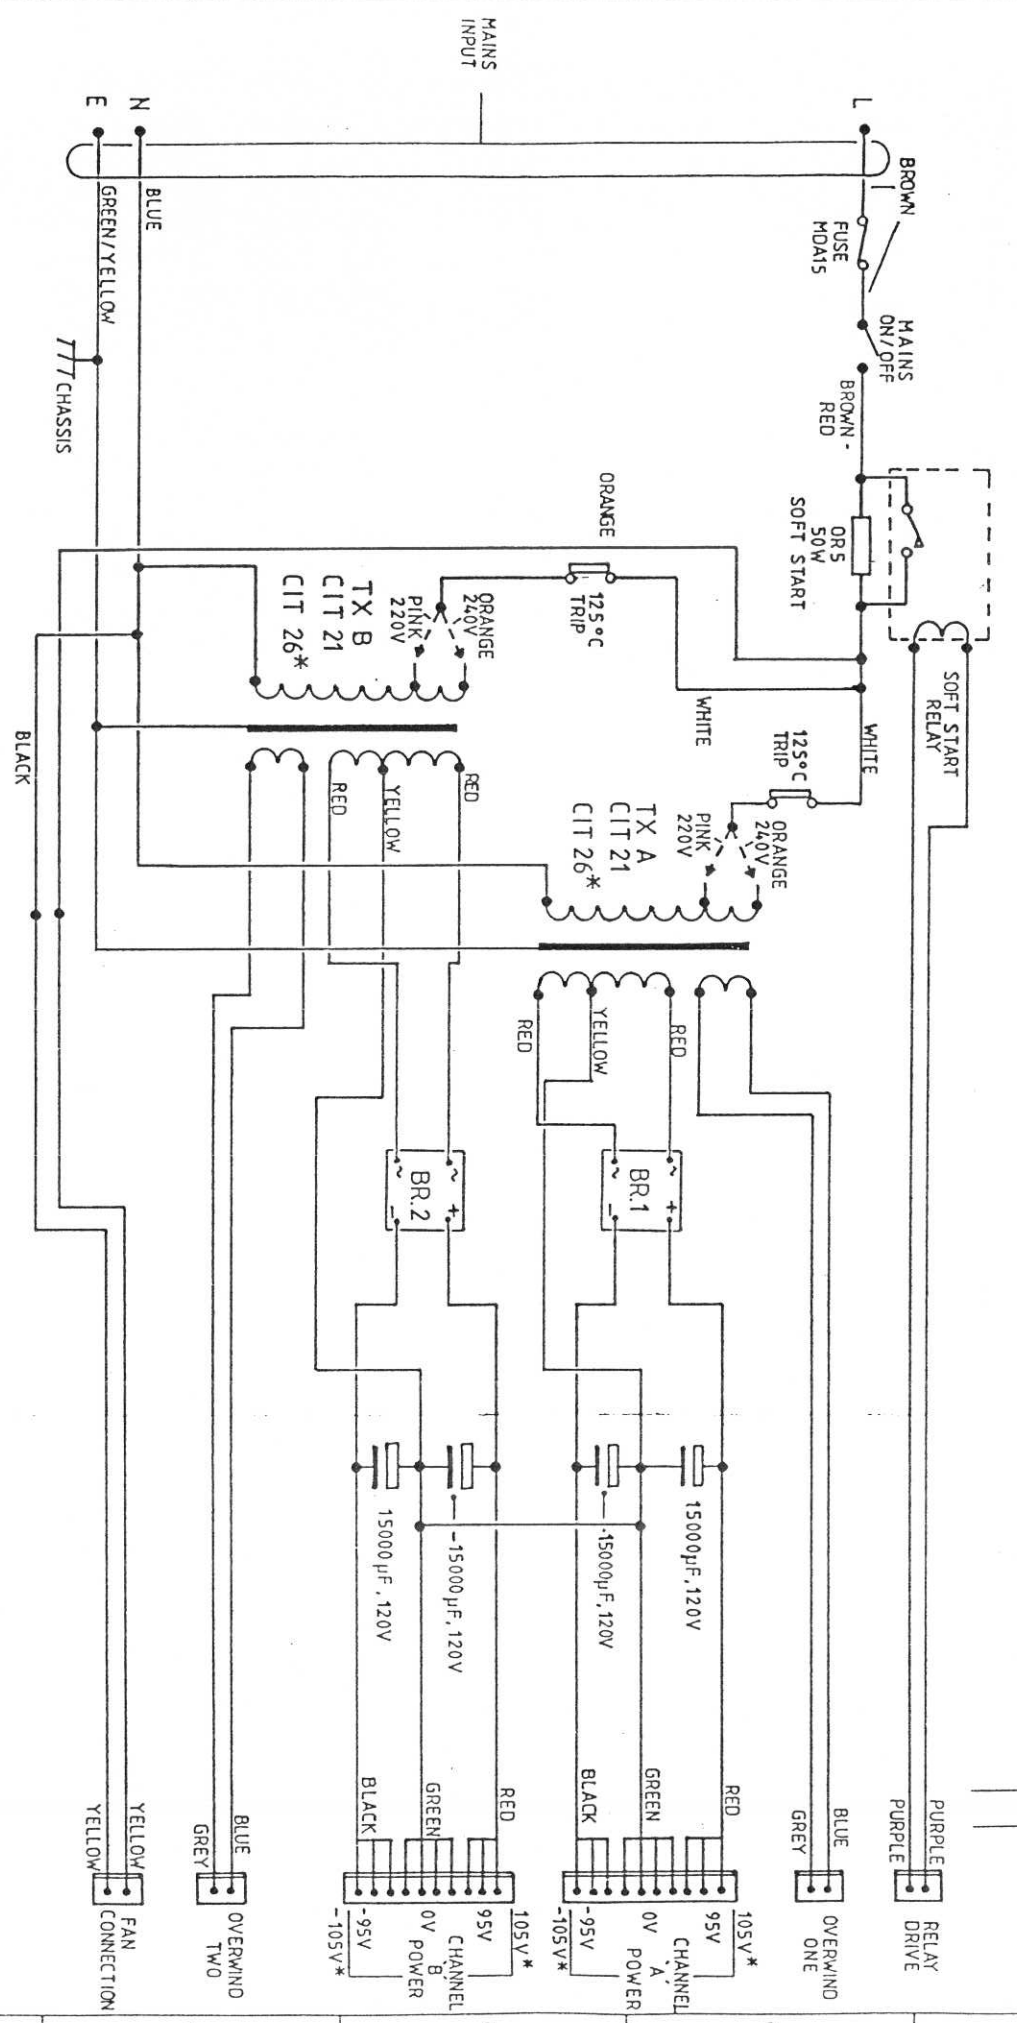 MAINS
INPUT
L
N
E
BROWN
BLUE
GREEN/YELLOW
FUSE
MDA15
MAINS
ON/OFF
BROWN -
RED
CHASSIS
OR5
50W
SOFT START
SOFT START
RELAY
ORANGE
125°C
TRIP
WHITE
WHITE
125°C
TRIP
ORANGE
240V
PINK
220V
TX B
CIT 21
CIT 26*
ORANGE
240V
PINK
220V
TX A
CIT 21
CIT 26*
BLACK
RED
YELLOW
RED
RED
YELLOW
RED
~ +
BR.1
~ -
~ +
BR.2
~ -
15000µF,120V
-15000µF,120V
-15000µF,120V
15000µF,120V
PURPLE
PURPLE
RELAY
DRIVE
BLUE
GREY
OVERWIND
ONE
RED
GREEN
BLACK
105V*
95V
0V
-95V
-105V*
CHANNEL
'A'
POWER
RED
GREEN
BLACK
105V*
95V
0V
-95V
-105V*
CHANNEL
'B'
POWER
BLUE
GREY
OVERWIND
TWO
YELLOW
YELLOW
FAN
CONNECTION